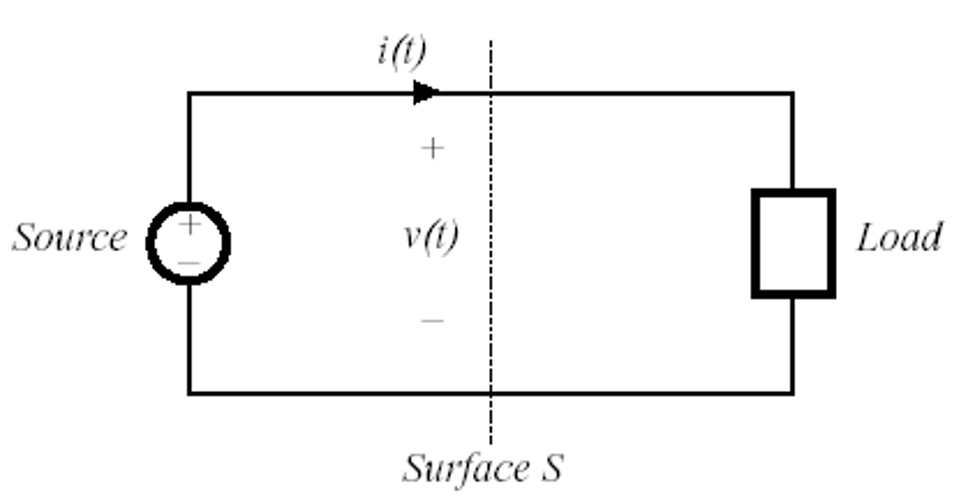 i(t)
+
Source
+
−
v(t)
Load
−
Surface S